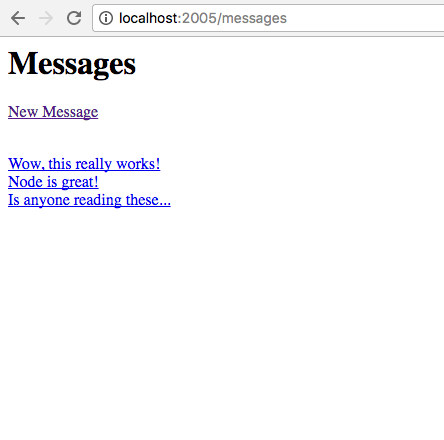 localhost:2005/messages
Messages
New Message
Wow, this really works!
Node is great!
Is anyone reading these...